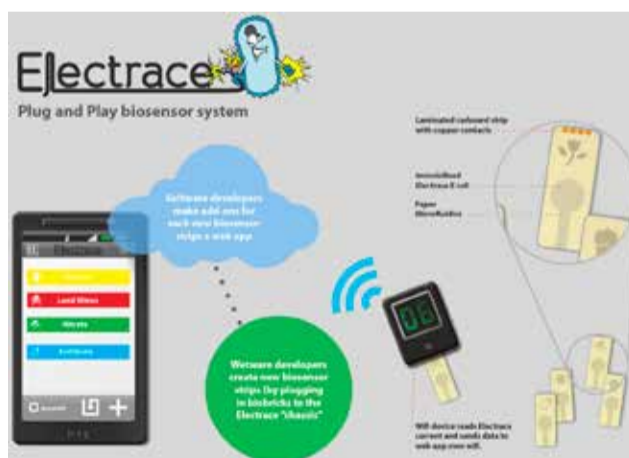 Electrace
Plug and Play biosensor system
Laminated carboard strip
with copper contacts
Immobilised
Electrace E coli
Paper
Microfluidics
Software developers
make add ons for
each new biosensor
strips a web app
Electrace
Land Mines
Nitrate
Wetware developers
create new biosensor
strips (by plugging
in biobricks to the
Electrace "chassis"
06
Wifi device reads Electrace
current and sends data to
web app over wifi.